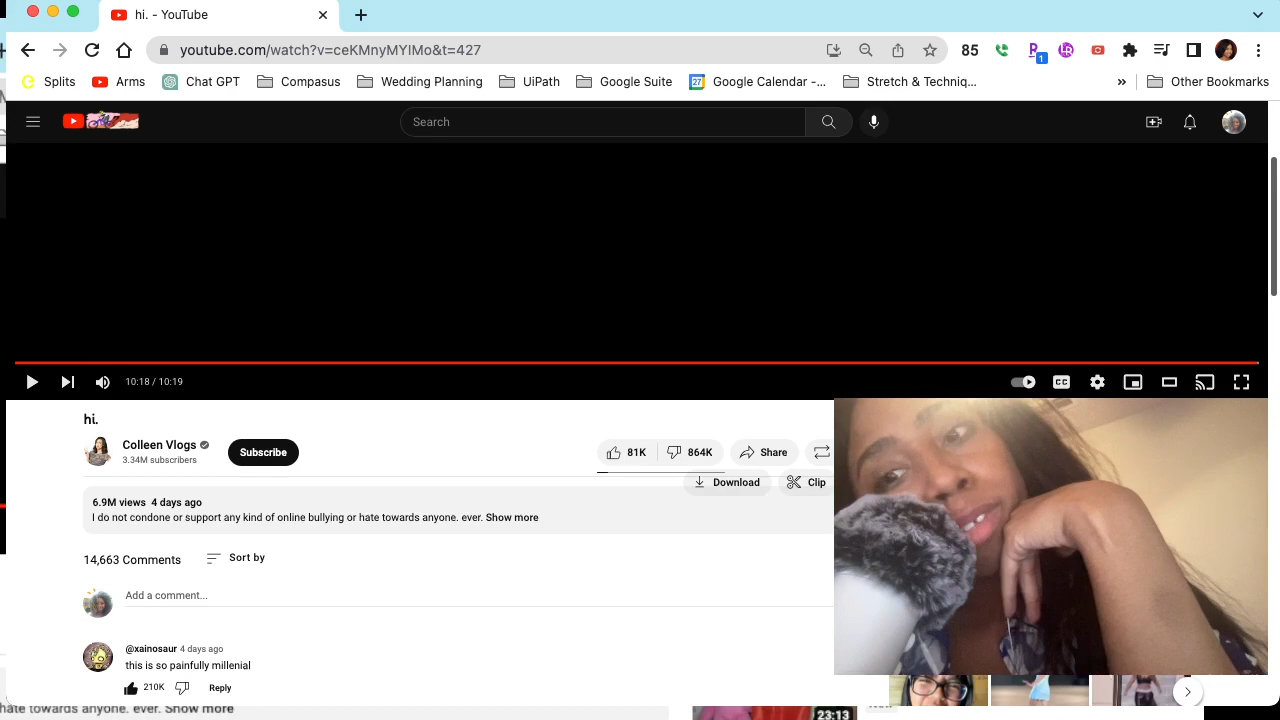 hi. - YouTube
youtube.com/watch?v=ceKMnyMYIMo&t=427
85
1
Splits
Arms
Chat GPT
Compasus
Wedding Planning
UiPath
Google Suite
27
Google Calendar -...
Stretch & Techniq...
»
Other Bookmarks
Search
10:18 / 10:19
CC
hi.
Colleen Vlogs
3.34M subscribers
Subscribe
81K
864K
Share
Download
Clip
6.9M views 4 days ago
I do not condone or support any kind of online bullying or hate towards anyone. ever. Show more
14,663 Comments
Sort by
Add a comment...
@xainosaur 4 days ago
this is so painfully millenial
210K
Reply
hate towards anyone. ever. Show more
23:13